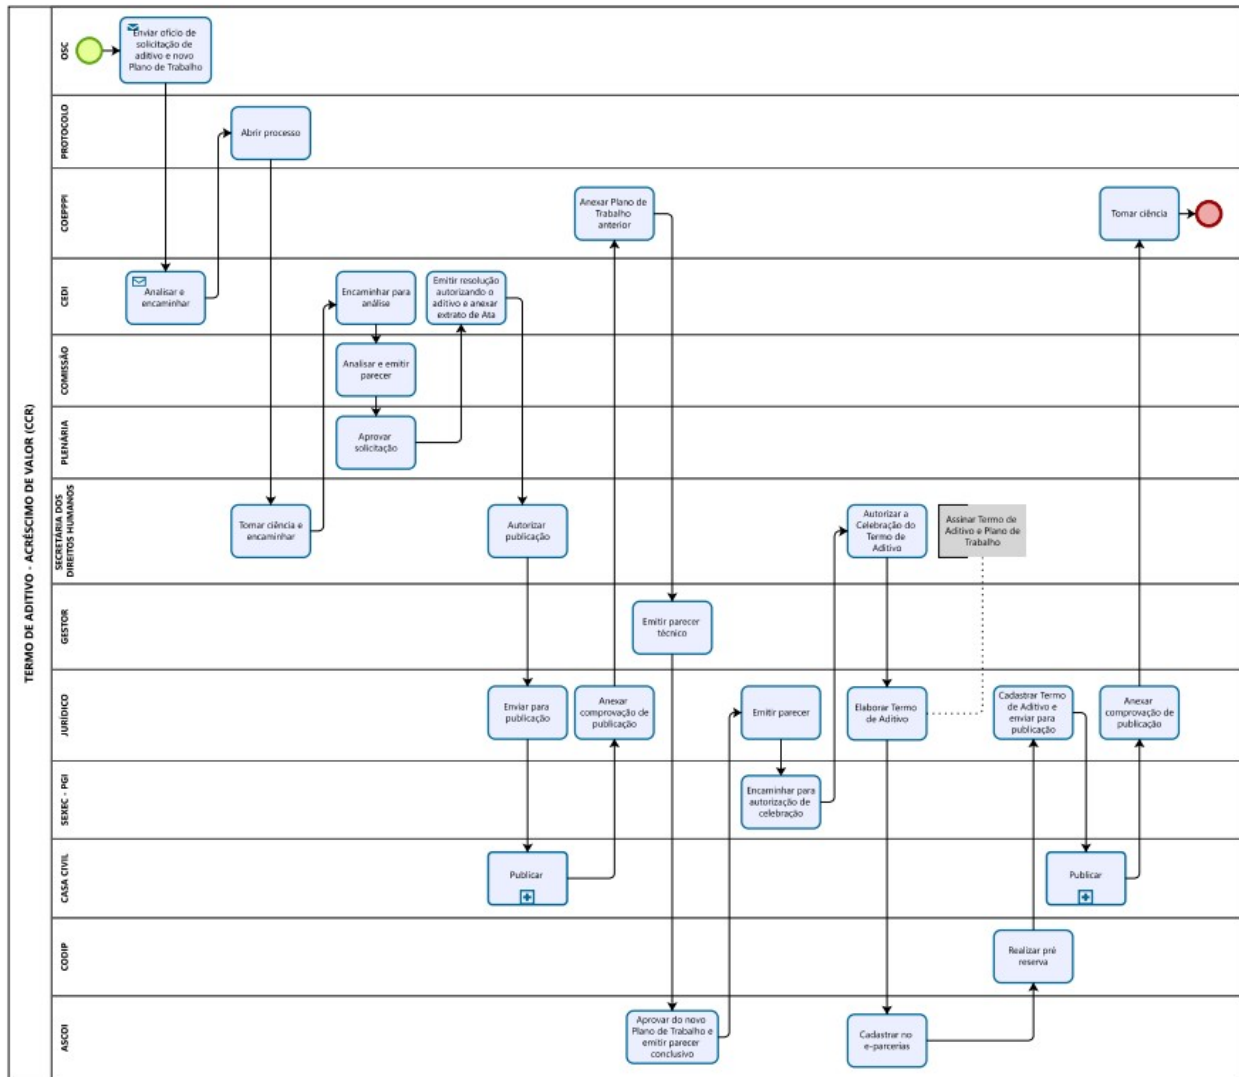 TERMO DE ADITIVO - ACRÉSCIMO DE VALOR (CCR)
OSC
Enviar ofício de
solicitação de
aditivo e novo
Plano de Trabalho
PROTOCOLO
Abrir processo
COEPPPI
Anexar Plano de
Trabalho
anterior
Tomar ciência
CEDI
Analisar e
encaminhar
Encaminhar para
análise
Emitir resolução
autorizando o
aditivo e anexar
extrato de Ata
COMISSÃO
Analisar e emitir
parecer
PLENÁRIA
Aprovar
solicitação
SECRETÁRIA DOS
DIREITOS HUMANOS
Tomar ciência e
encaminhar
Autorizar
publicação
Autorizar a
Celebração do
Termo de
Aditivo
Assinar Termo de
Aditivo e Plano de
Trabalho
GESTOR
Emitir parecer
técnico
JURÍDICO
Enviar para
publicação
Anexar
comprovação de
publicação
Emitir parecer
Elaborar Termo
de Aditivo
Cadastrar Termo
de Aditivo e
enviar para
publicação
Anexar
comprovação de
publicação
SEXEC - PGI
Encaminhar para
autorização de
celebração
CASA CIVIL
Publicar
Publicar
CODIP
Realizar pré
reserva
ASCOI
Aprovar do novo
Plano de Trabalho e
emitir parecer
conclusivo
Cadastrar no
e-parcerias